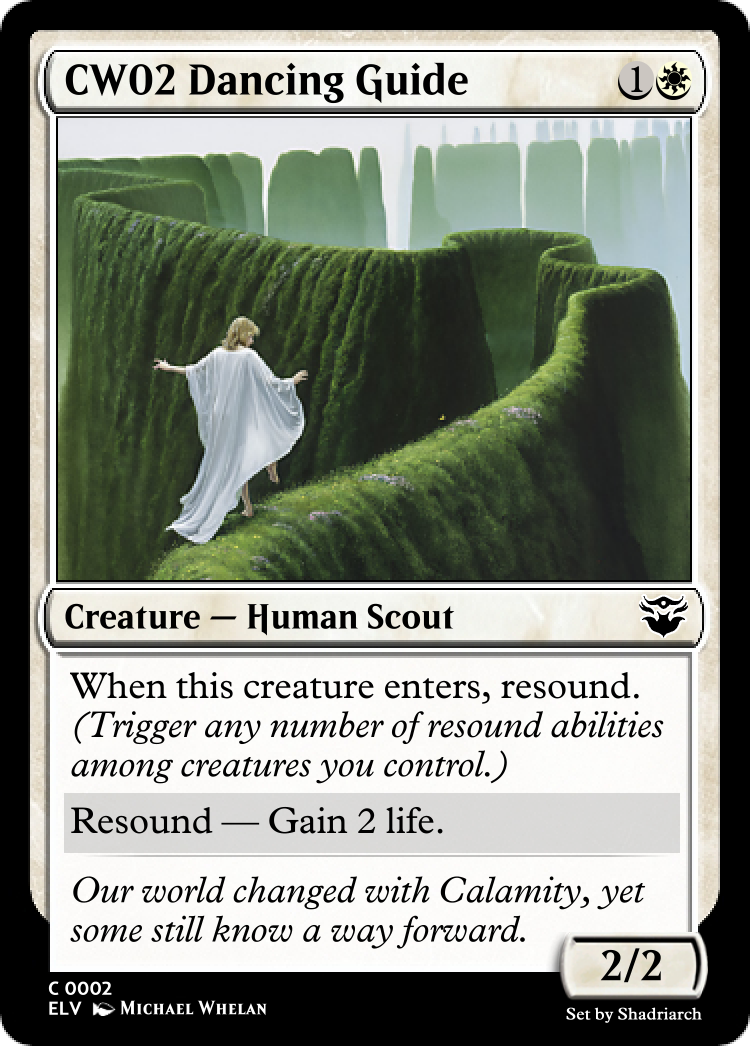 CW02 Dancing Guide 1
Creature — Human Scout
When this creature enters, resound.
(Trigger any number of resound abilities
among creatures you control.)
Resound — Gain 2 life.
Our world changed with Calamity, yet
some still know a way forward.
2/2
C 0002
ELV Michael Whelan
Set by Shadriarch